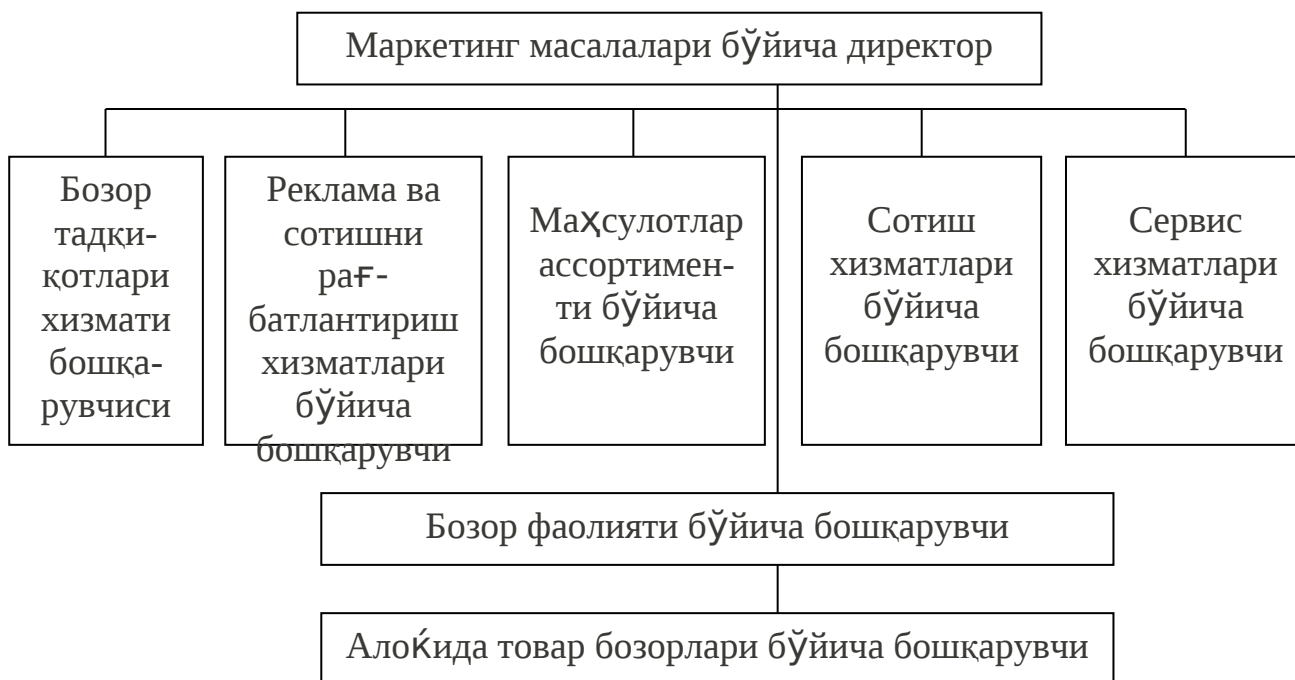 Маркетинг масалалари бўйича директор
Бозор
тадқи-
қотлари
хизмати
бошқа-
рувчиси
Реклама ва
сотишни
рағ-
батлантириш
хизматлари
бўйича
бошқарувчи
Маҳсулотлар
ассортимен-
ти бўйича
бошқарувчи
Сотиш
хизматлари
бўйича
бошқарувчи
Сервис
хизматлари
бўйича
бошқарувчи
Бозор фаолияти бўйича бошқарувчи
Алоќида товар бозорлари бўйича бошқарувчи